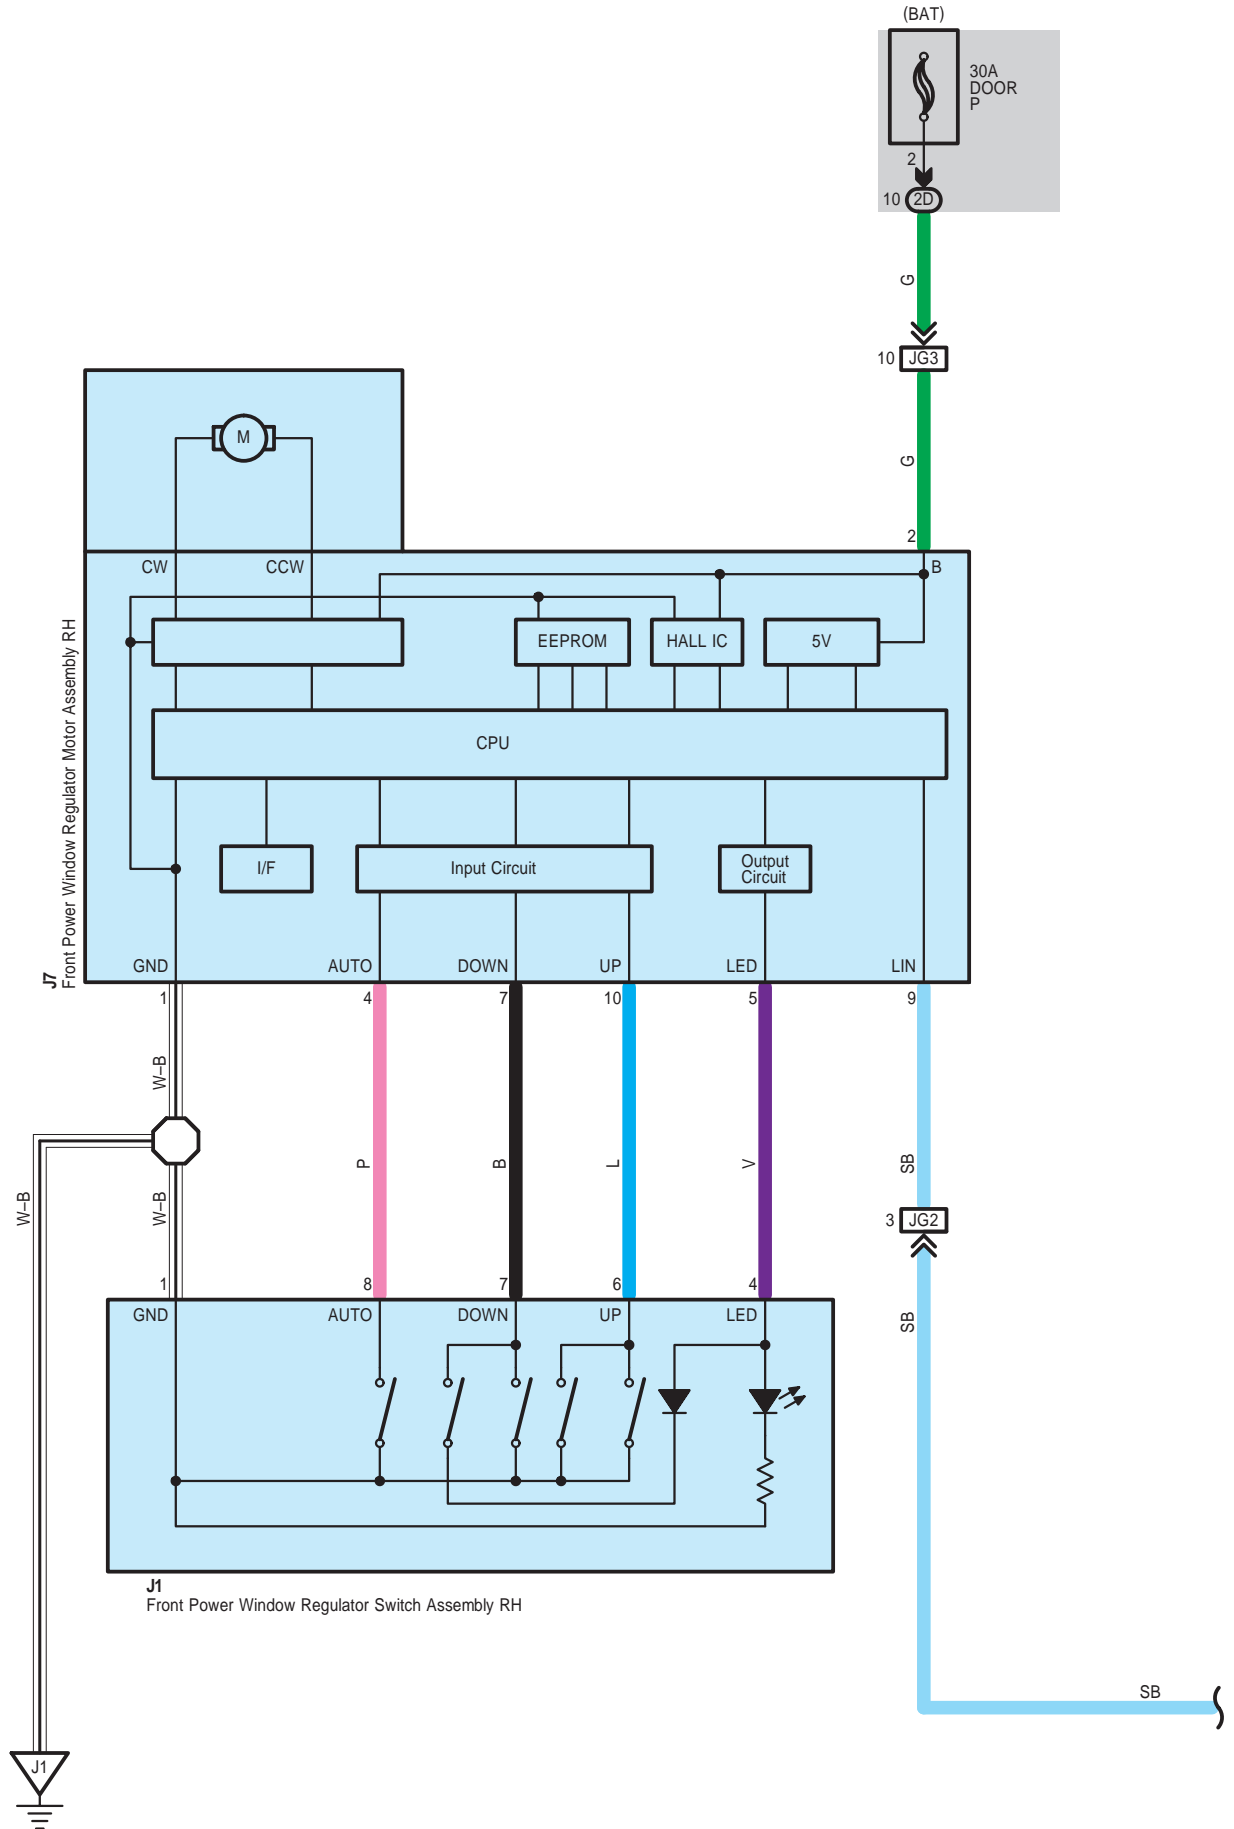 (BAT)
30A
DOOR
P
2
10 2D
G
10 JG3
G
2
M
CW CCW B
EEPROM HALL IC 5V
CPU
I/F Input Circuit Output
Circuit
GND AUTO DOWN UP LED LIN
J7
Front Power Window Regulator Motor Assembly RH
1 4 7 10 5 9
W–B
P B L V SB
W–B W–B
3 JG2
1 8 7 6 4
SB
GND AUTO DOWN UP LED
J1
Front Power Window Regulator Switch Assembly RH
SB
J1